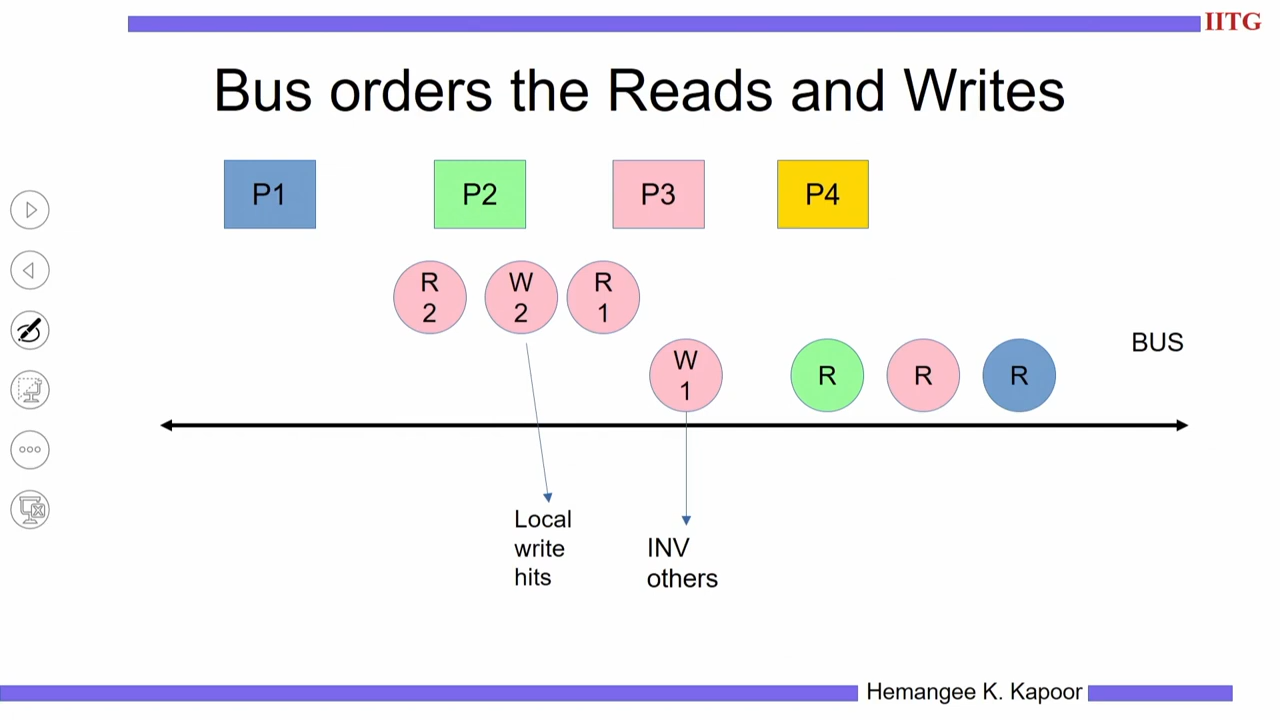 IITG
Bus orders the Reads and Writes
P1
P2
P3
P4
R
2
W
2
R
1
W
1
R
R
R
BUS
Local
write
hits
INV
others
Hemangee K. Kapoor